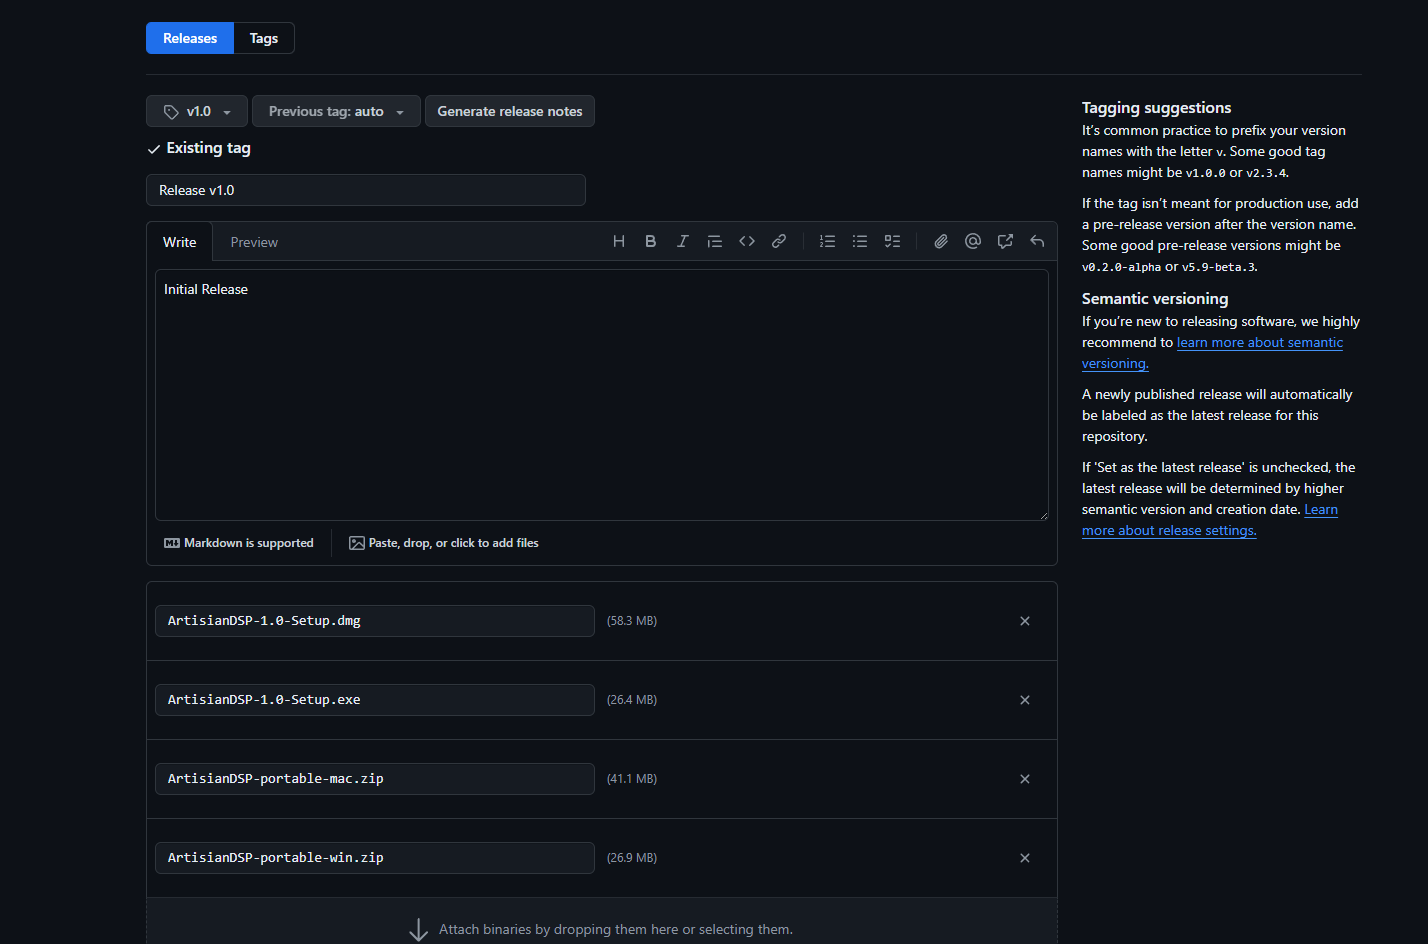 Releases Tags
v1.0 Previous tag: auto Generate release notes
Existing tag
Release v1.0
Write Preview
Initial Release
Markdown is supported Paste, drop, or click to add files
ArtisianDSP-1.0-Setup.dmg (58.3 MB)
ArtisianDSP-1.0-Setup.exe (26.4 MB)
ArtisianDSP-portable-mac.zip (41.1 MB)
ArtisianDSP-portable-win.zip (26.9 MB)
Attach binaries by dropping them here or selecting them.
Tagging suggestions
It’s common practice to prefix your version
names with the letter v. Some good tag
names might be v1.0.0 or v2.3.4.
If the tag isn’t meant for production use, add
a pre-release version after the version name.
Some good pre-release versions might be
v0.2.0-alpha or v5.9-beta.3.
Semantic versioning
If you’re new to releasing software, we highly
recommend to learn more about semantic
versioning.
A newly published release will automatically
be labeled as the latest release for this
repository.
If 'Set as the latest release' is unchecked, the
latest release will be determined by higher
semantic version and creation date. Learn
more about release settings.